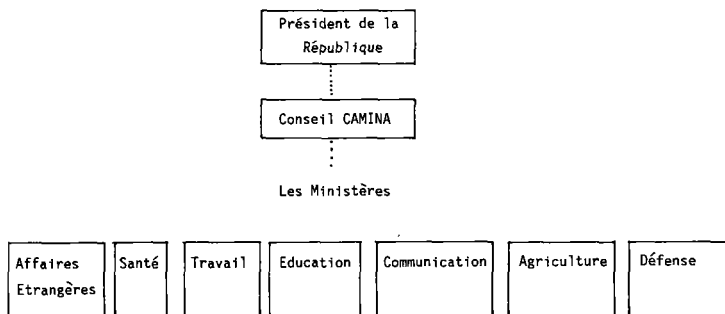 Président de la
République
Conseil CAMINA
Les Ministères
Affaires Santé Travail Education Communication Agriculture Défense
Etrangères